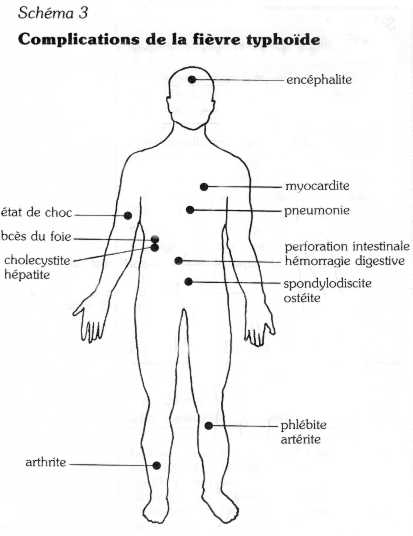 Schéma 3
Complications de la fièvre typhoïde
encéphalite
myocardite
état de choc
pneumonie
bcès du foie
perforation intestinale
cholecystite
hémorragie digestive
hépatite
spondylodiscite
ostéite
phlébite
artérite
arthrite